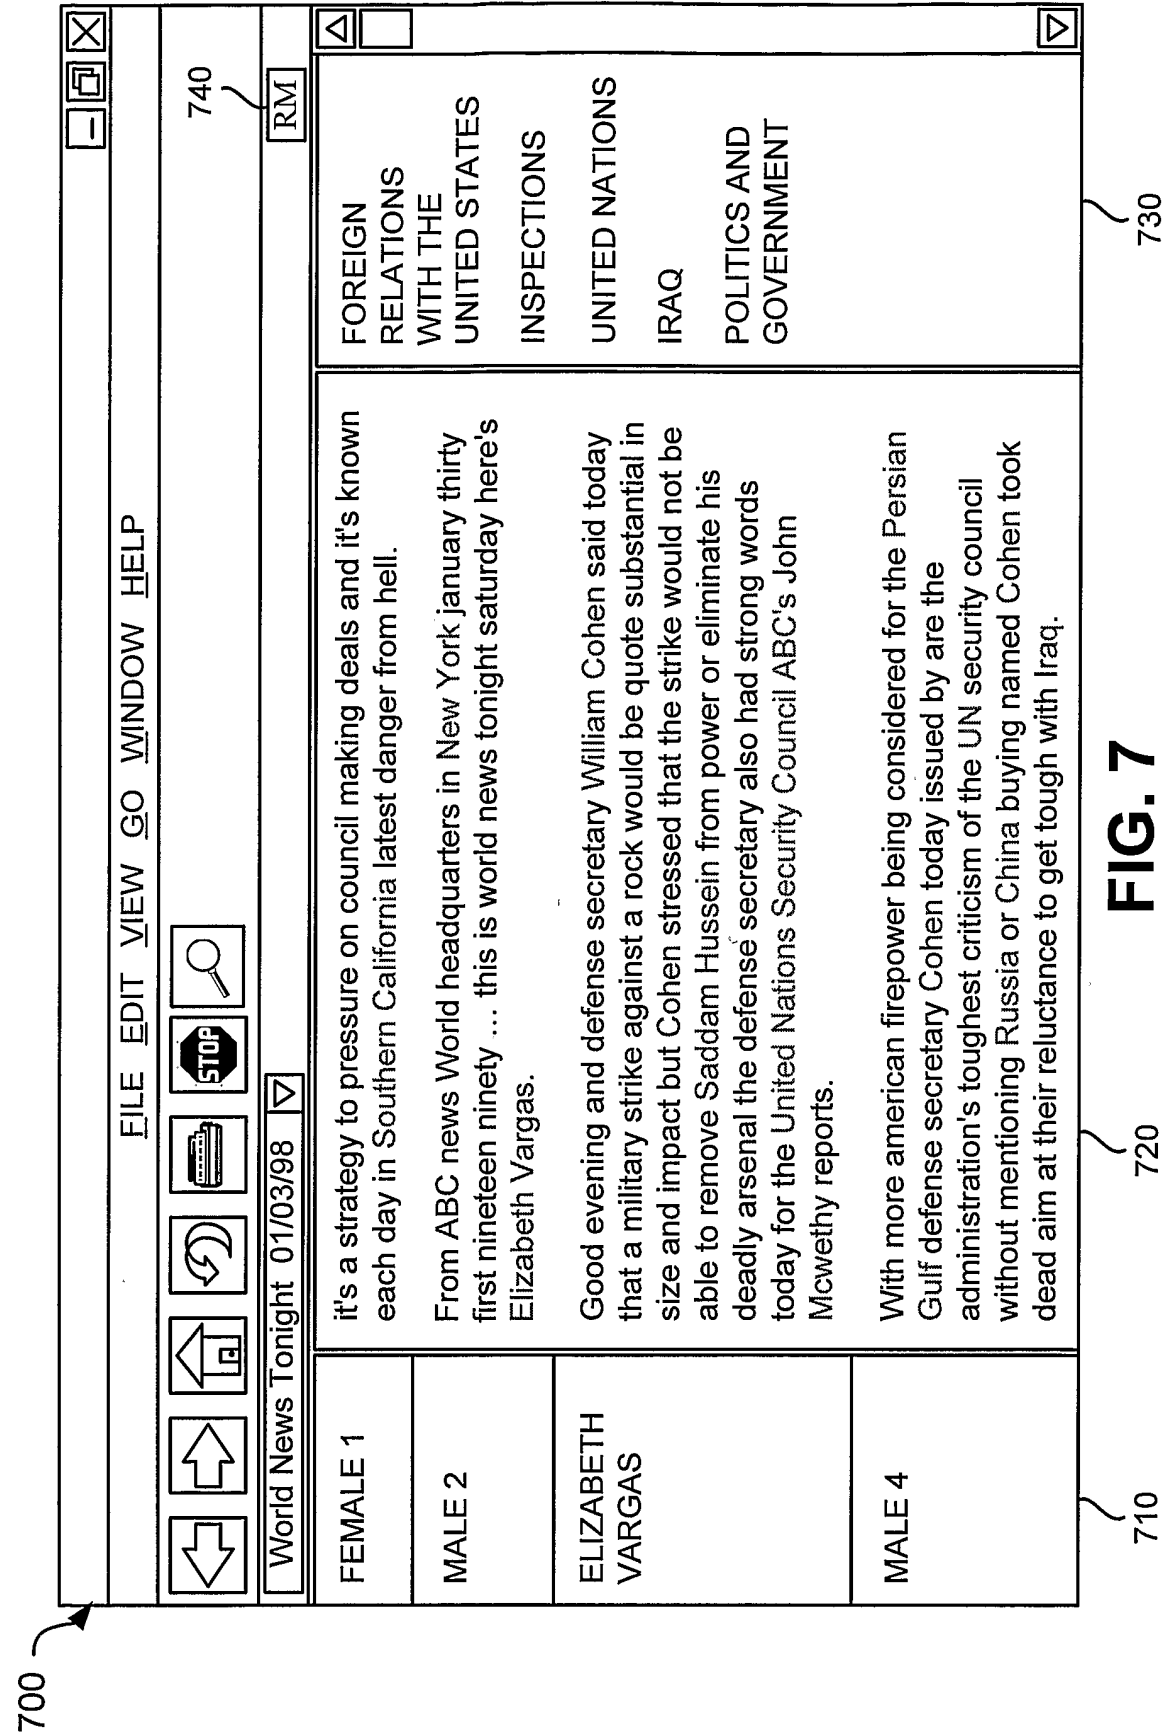 700
FILE EDIT VIEW GO WINDOW HELP
STOP
740
World News Tonight 01/03/98
RM
FEMALE 1
it's a strategy to pressure on council making deals and it's known
each day in Southern California latest danger from hell.
MALE 2
From ABC news World headquarters in New York january thirty
first nineteen ninety ... this is world news tonight saturday here's
Elizabeth Vargas.
ELIZABETH
VARGAS
Good evening and defense secretary William Cohen said today
that a military strike against a rock would be quote substantial in
size and impact but Cohen stressed that the strike would not be
able to remove Saddam Hussein from power or eliminate his
deadly arsenal the defense secretary also had strong words
today for the United Nations Security Council ABC's John
Mcwethy reports.
MALE 4
With more american firepower being considered for the Persian
Gulf defense secretary Cohen today issued by are the
administration's toughest criticism of the UN security council
without mentioning Russia or China buying named Cohen took
dead aim at their reluctance to get tough with Iraq.
FOREIGN
RELATIONS
WITH THE
UNITED STATES
INSPECTIONS
UNITED NATIONS
IRAQ
POLITICS AND
GOVERNMENT
710
720
730
FIG. 7